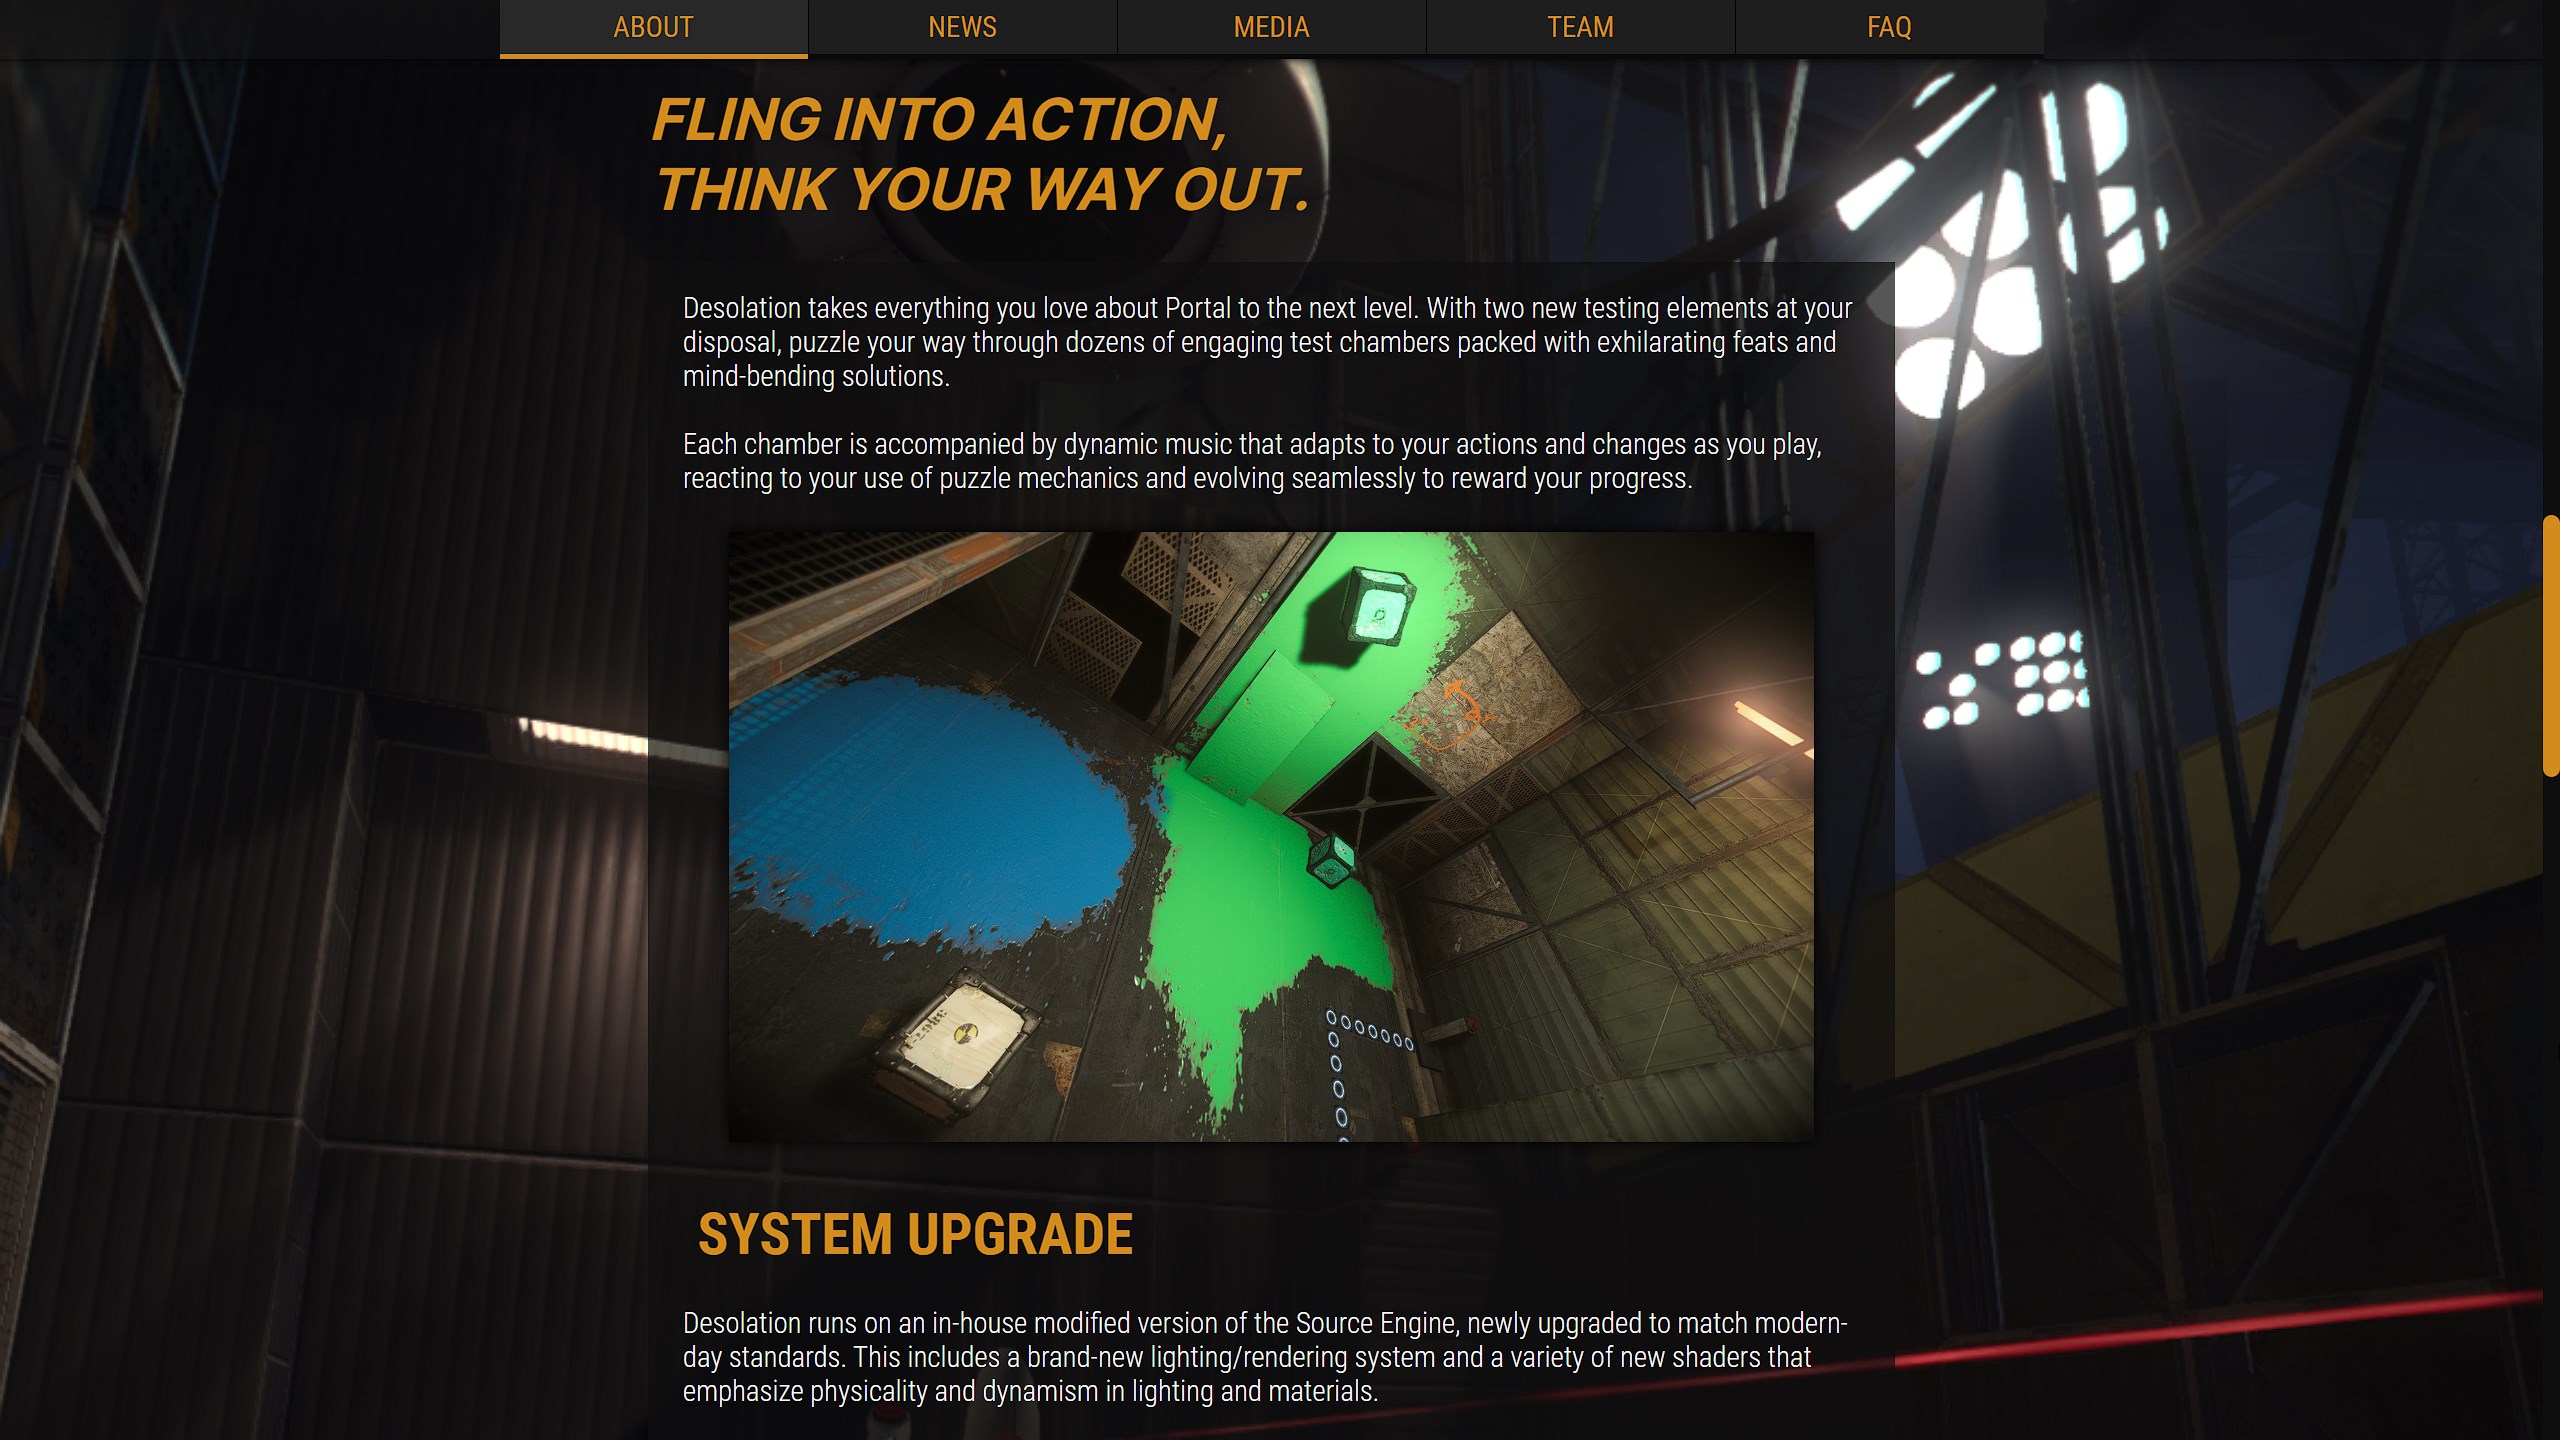 ABOUT
NEWS
MEDIA
TEAM
FAQ
FLING INTO ACTION,
THINK YOUR WAY OUT.
Desolation takes everything you love about Portal to the next level. With two new testing elements at your
disposal, puzzle your way through dozens of engaging test chambers packed with exhilarating feats and
mind-bending solutions.
Each chamber is accompanied by dynamic music that adapts to your actions and changes as you play,
reacting to your use of puzzle mechanics and evolving seamlessly to reward your progress.
SYSTEM UPGRADE
Desolation runs on an in-house modified version of the Source Engine, newly upgraded to match modern-
day standards. This includes a brand-new lighting/rendering system and a variety of new shaders that
emphasize physicality and dynamism in lighting and materials.